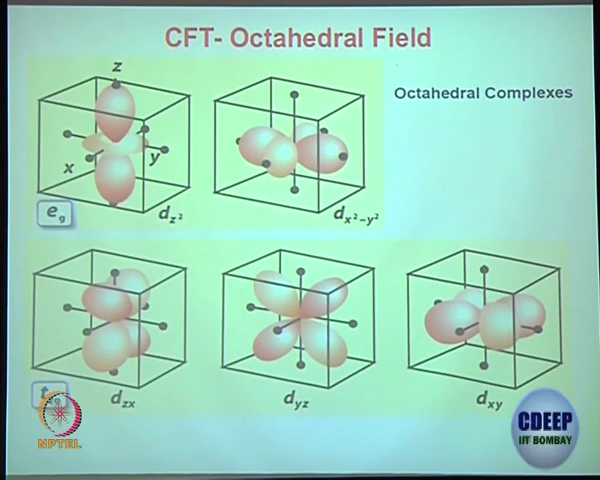 CFT- Octahedral Field
Octahedral Complexes
z
x
y
e_g
d_z²
d_x²-y²
d_zx
d_yz
d_xy
NPTEL
CDEEP
IIT BOMBAY